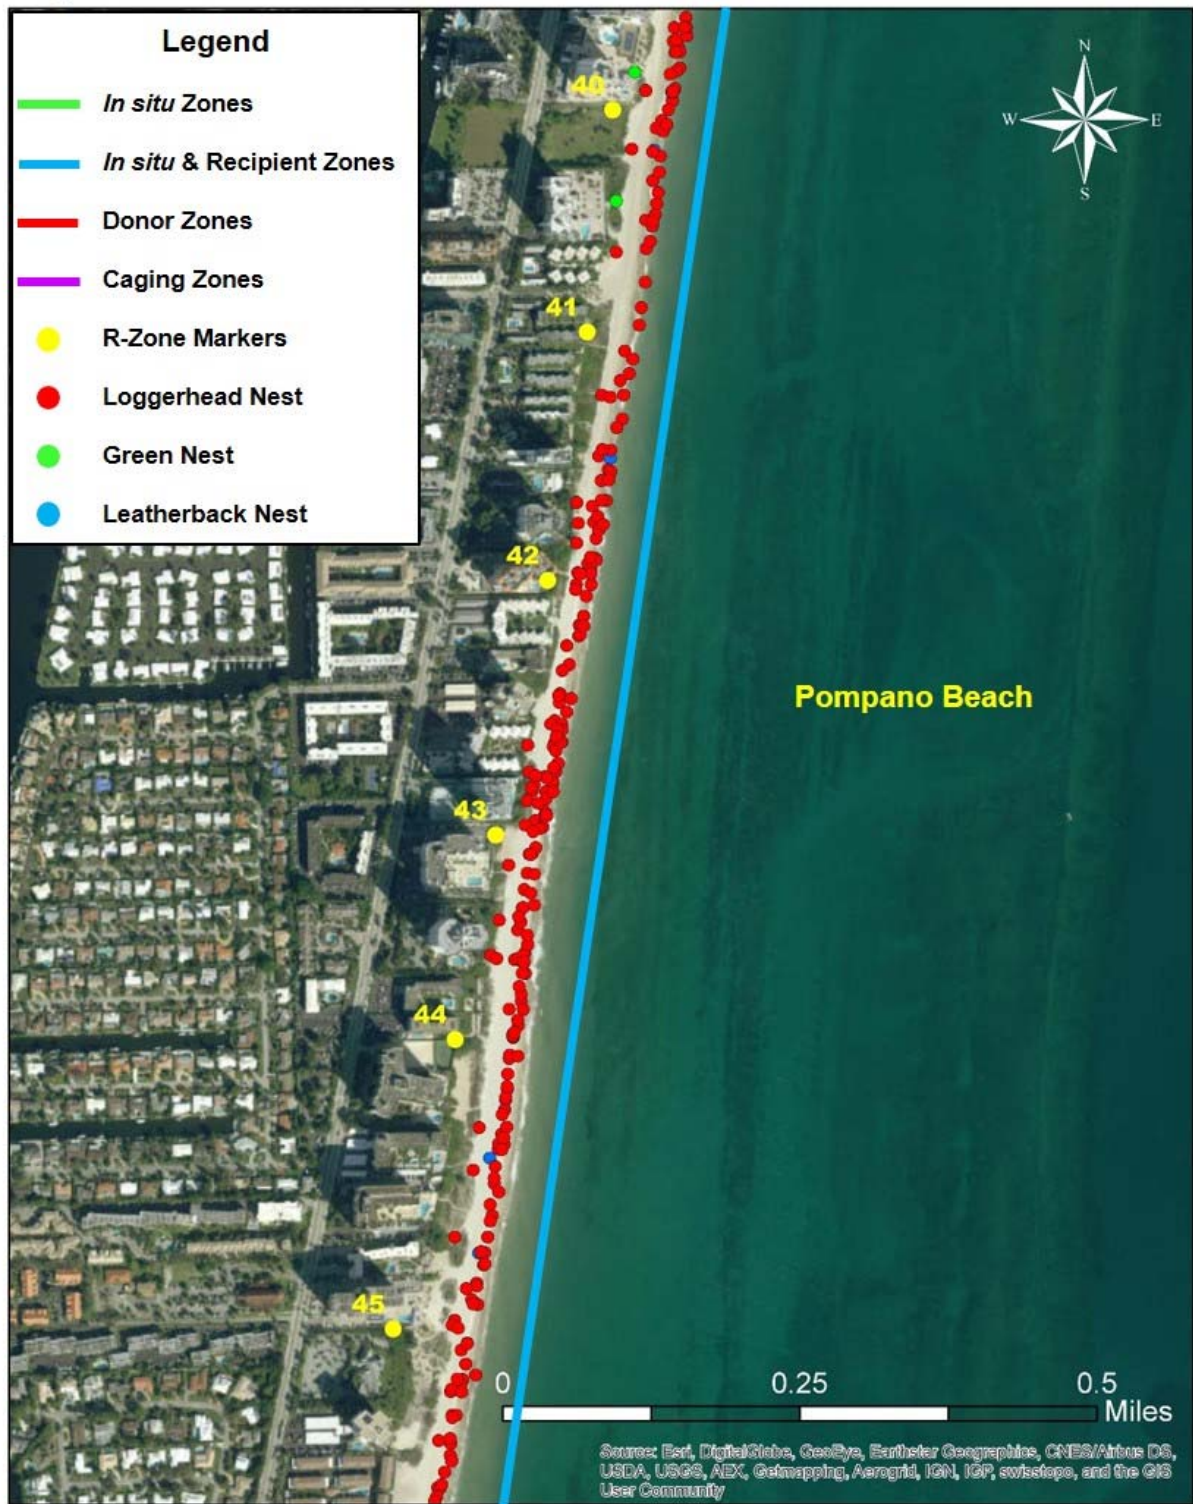 Legend
In situ Zones
In situ & Recipient Zones
Donor Zones
Caging Zones
R-Zone Markers
Loggerhead Nest
Green Nest
Leatherback Nest
N
W E
S
40
41
42
Pompano Beach
43
44
45
0 0.25 0.5
Miles
Source: Esri, DigitalGlobe, GeoEye, Earthstar Geographics, CNES/Airbus DS,
USDA, USGS, AEX, Getmapping, Aerogrid, IGN, IGP, swisstopo, and the GIS
User Community